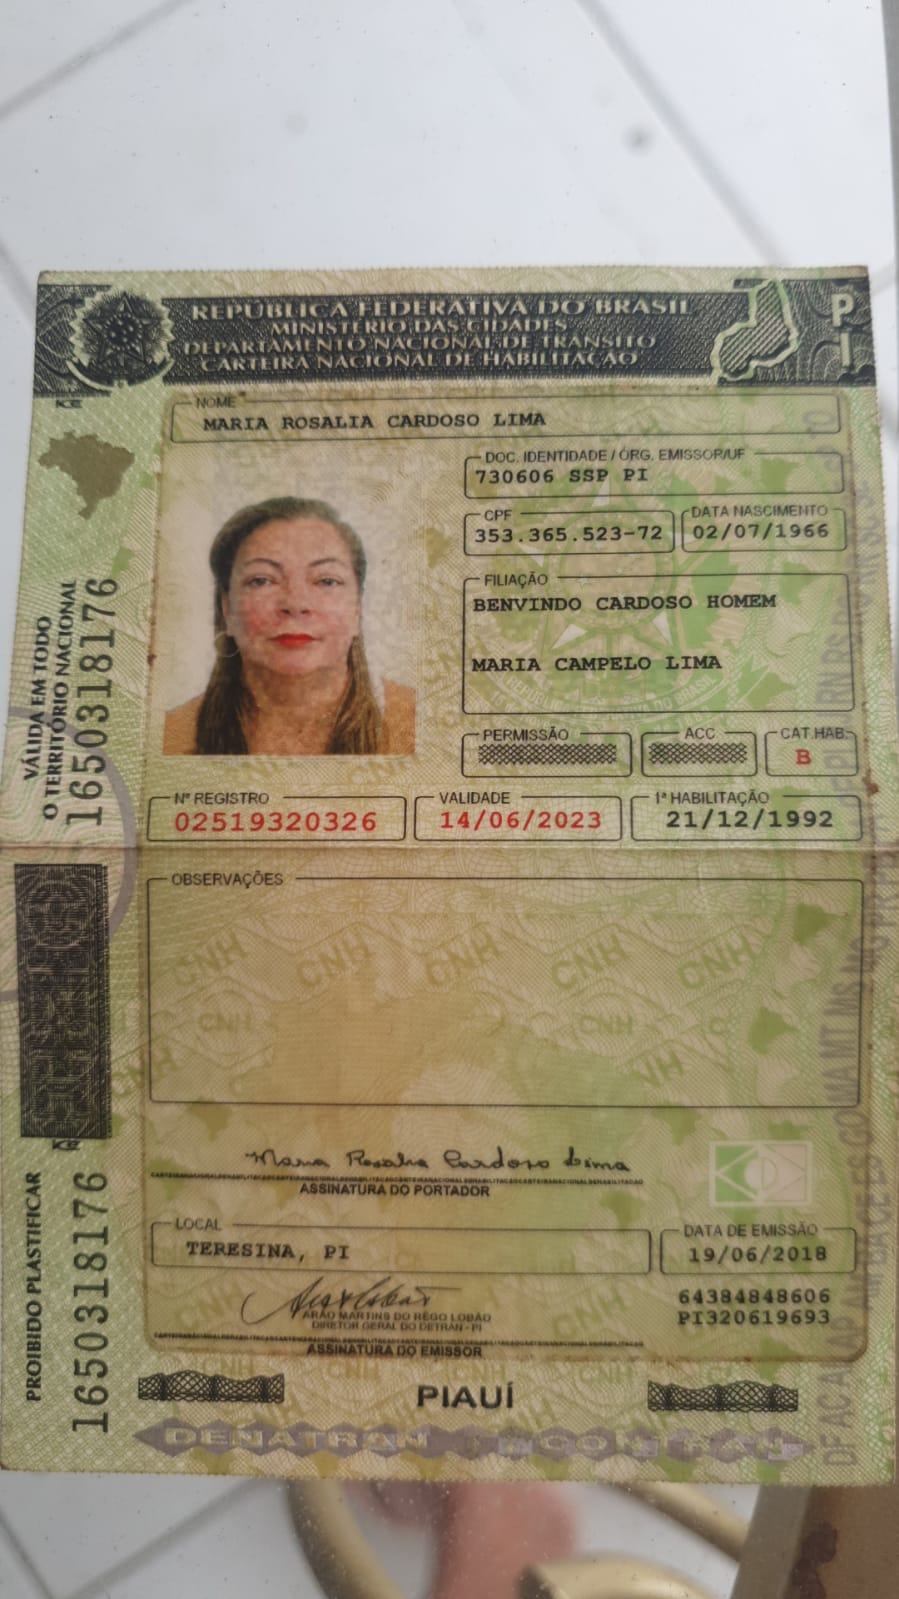 REPÚBLICA FEDERATIVA DO BRASIL
MINISTÉRIO DAS CIDADES
DEPARTAMENTO NACIONAL DE TRÂNSITO
CARTEIRA NACIONAL DE HABILITAÇÃO
PI
NOME
MARIA ROSALIA CARDOSO LIMA
DOC. IDENTIDADE / ÓRG. EMISSOR/UF
730606 SSP PI
CPF
353.365.523-72
DATA NASCIMENTO
02/07/1966
FILIAÇÃO
BENVINDO CARDOSO HOMEM
MARIA CAMPELO LIMA
PERMISSÃO
ACC
CAT.HAB.
B
Nº REGISTRO
02519320326
VALIDADE
14/06/2023
1ª HABILITAÇÃO
21/12/1992
VÁLIDA EM TODO
O TERRITÓRIO NACIONAL
1650318176
OBSERVAÇÕES
CNH CNH CNH CNH CNH
Maria Rosalia Cardoso Lima
ASSINATURA DO PORTADOR
LOCAL
TERESINA, PI
DATA DE EMISSÃO
19/06/2018
ARÃO MARTINS DO RÊGO LOBÃO
DIRETOR GERAL DO DETRAN - PI
ASSINATURA DO EMISSOR
64384848606
PI320619693
PROIBIDO PLASTIFICAR
1650318176
PIAUÍ
DENATRAN CONTRAN